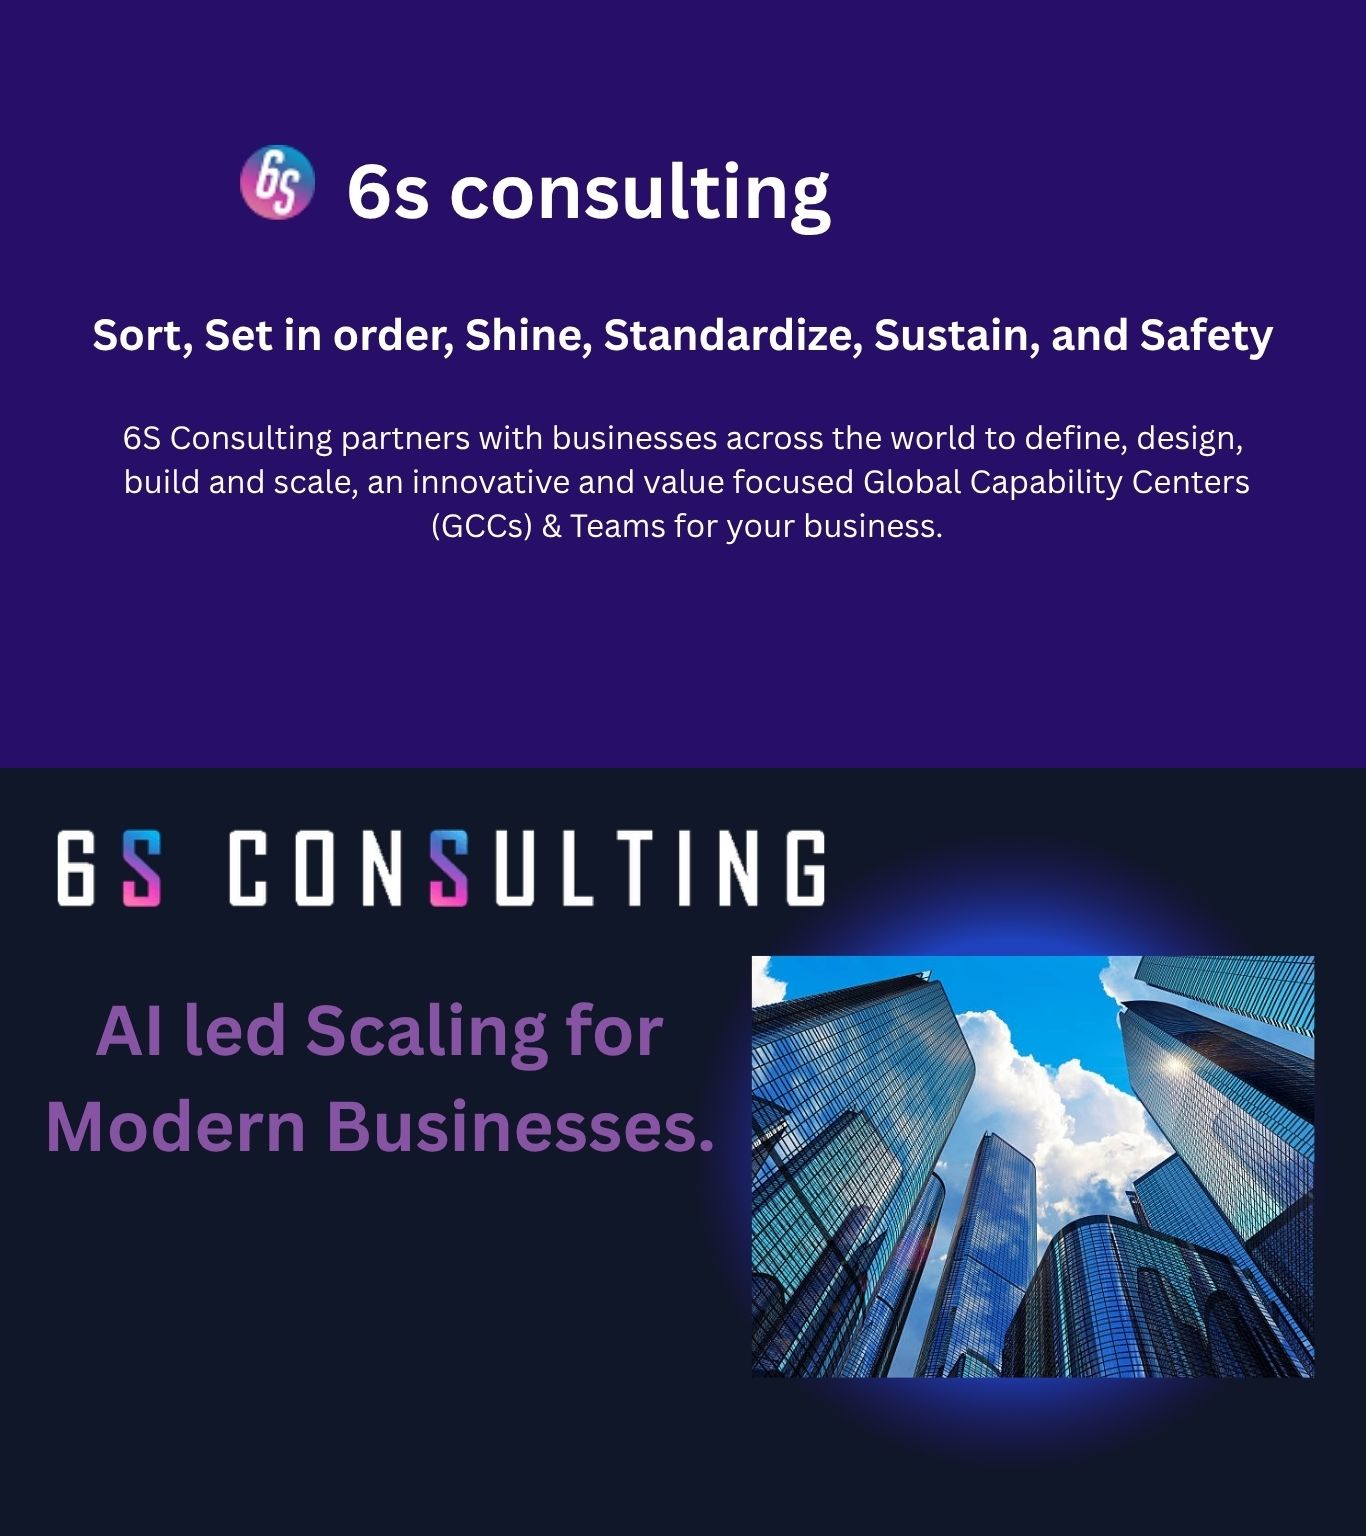 6S
6s consulting
Sort, Set in order, Shine, Standardize, Sustain, and Safety
6S Consulting partners with businesses across the world to define, design,
build and scale, an innovative and value focused Global Capability Centers
(GCCs) & Teams for your business.
6S CONSULTING
AI led Scaling for
Modern Businesses.